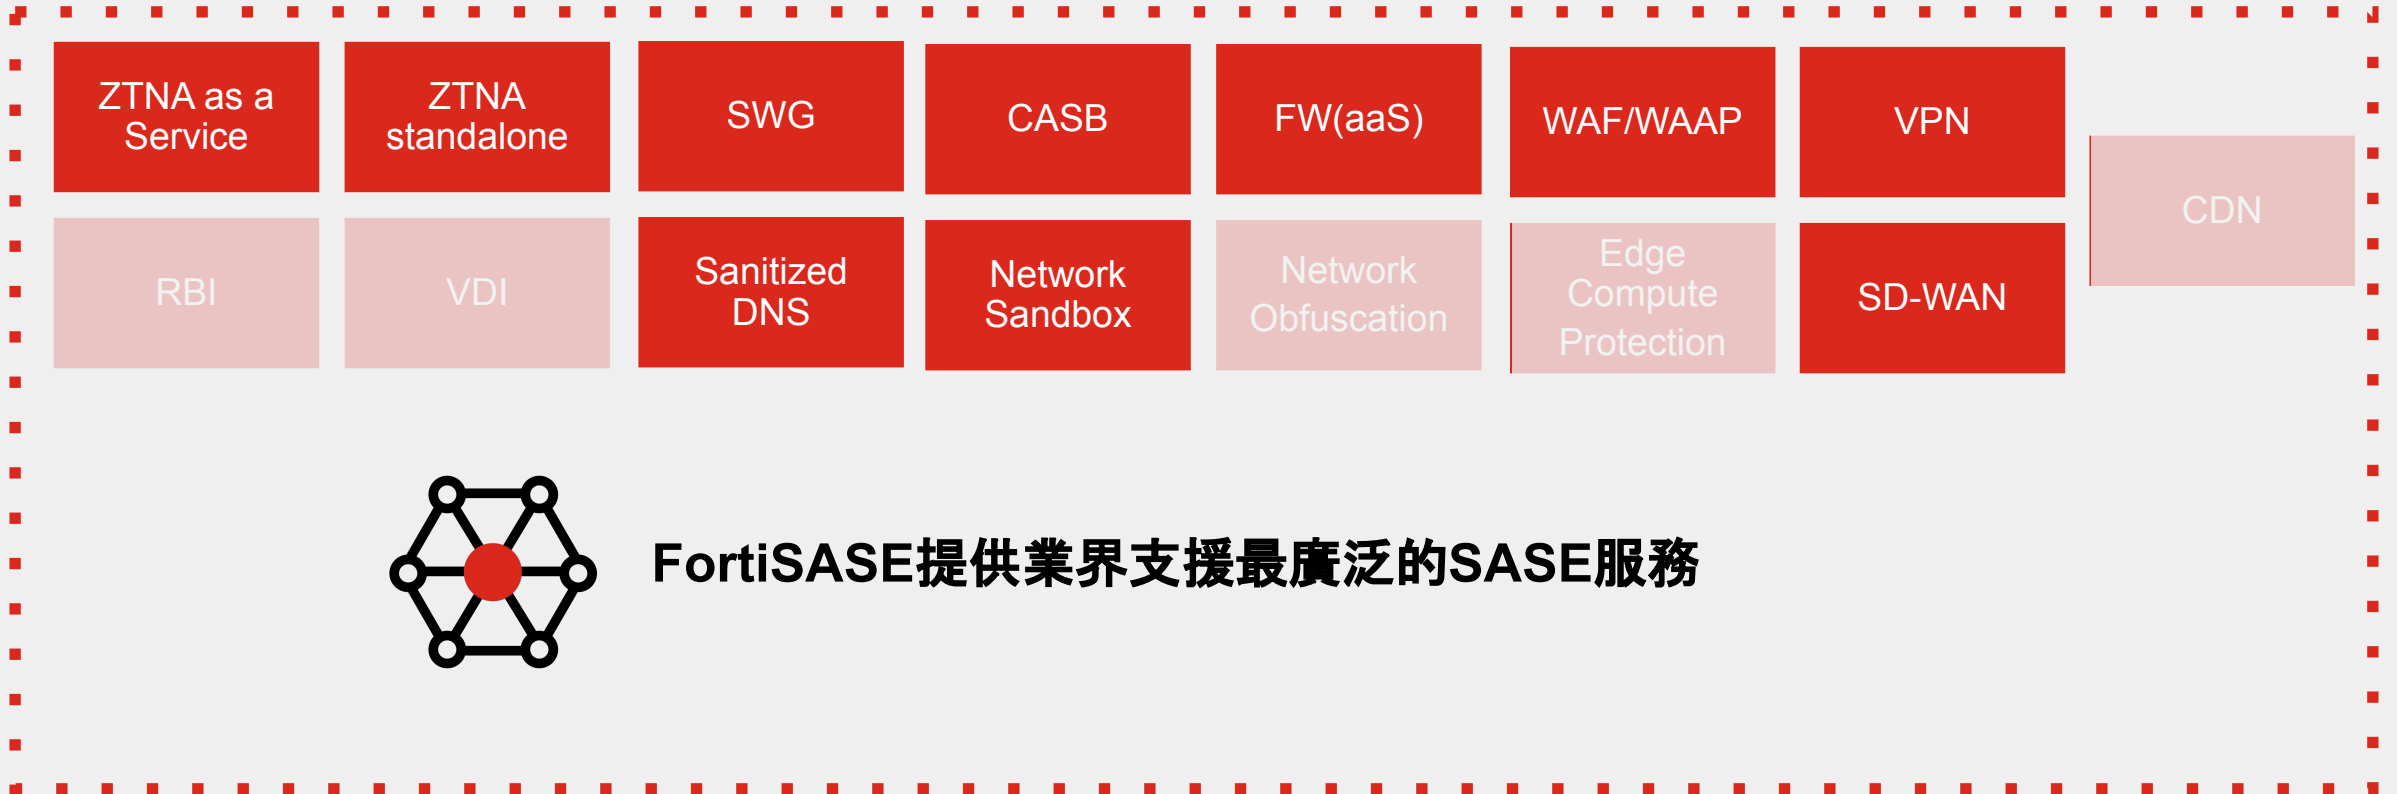 ZTNA as a
Service
ZTNA
standalone
SWG
CASB
FW(aaS)
WAF/WAAP
VPN
CDN
RBI
VDI
Sanitized
DNS
Network
Sandbox
Network
Obfuscation
Edge
Compute
Protection
SD-WAN
FortiSASE提供業界支援最廣泛的SASE服務